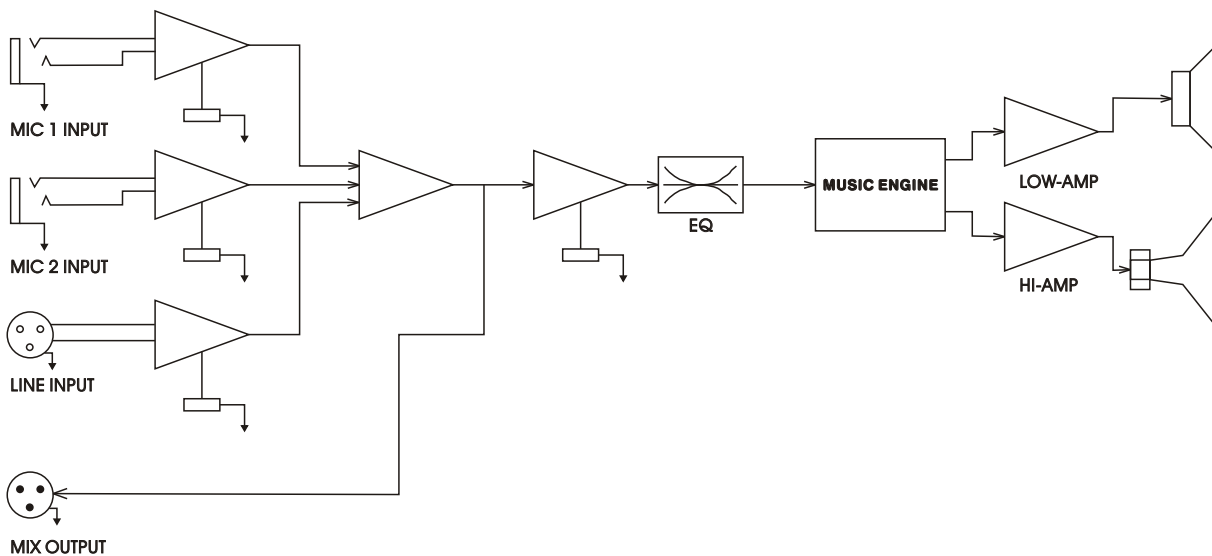 MIC 1 INPUT
MIC 2 INPUT
LINE INPUT
MIX OUTPUT
EQ
MUSIC ENGINE
LOW-AMP
HI-AMP